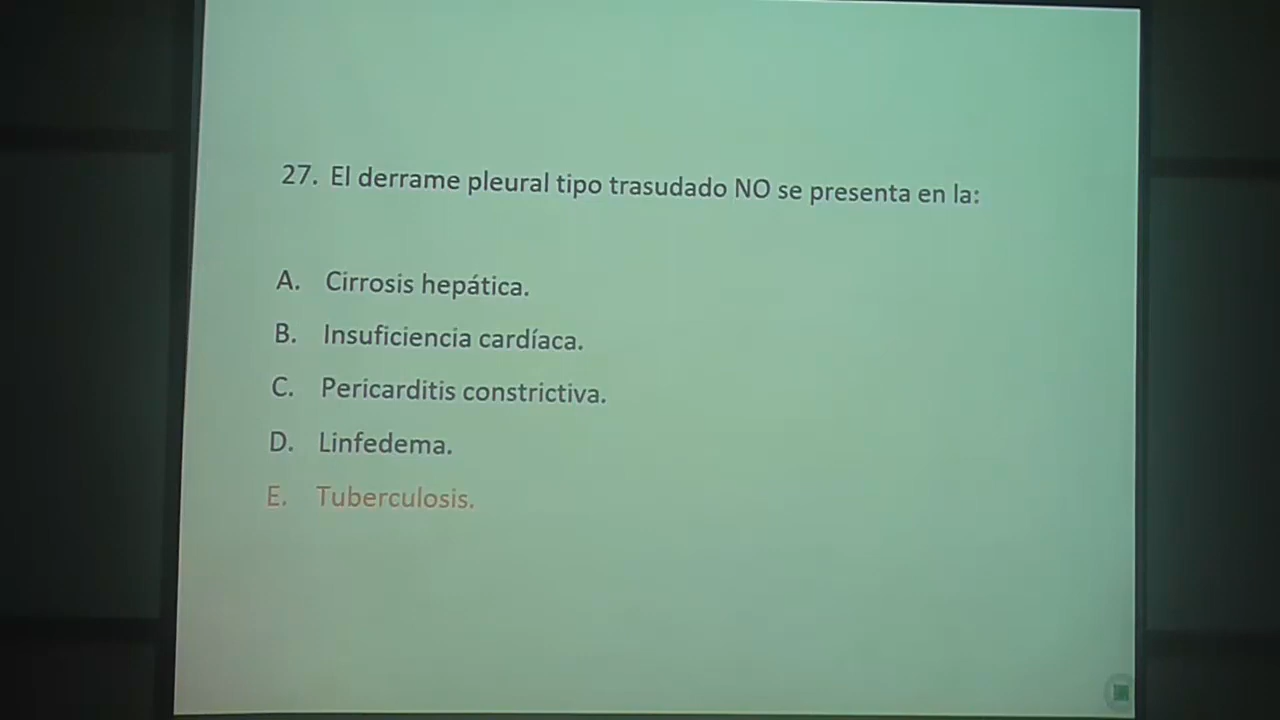 27. El derrame pleural tipo trasudado NO se presenta en la:
A. Cirrosis hepática.
B. Insuficiencia cardíaca.
C. Pericarditis constrictiva.
D. Linfedema.
E. Tuberculosis.